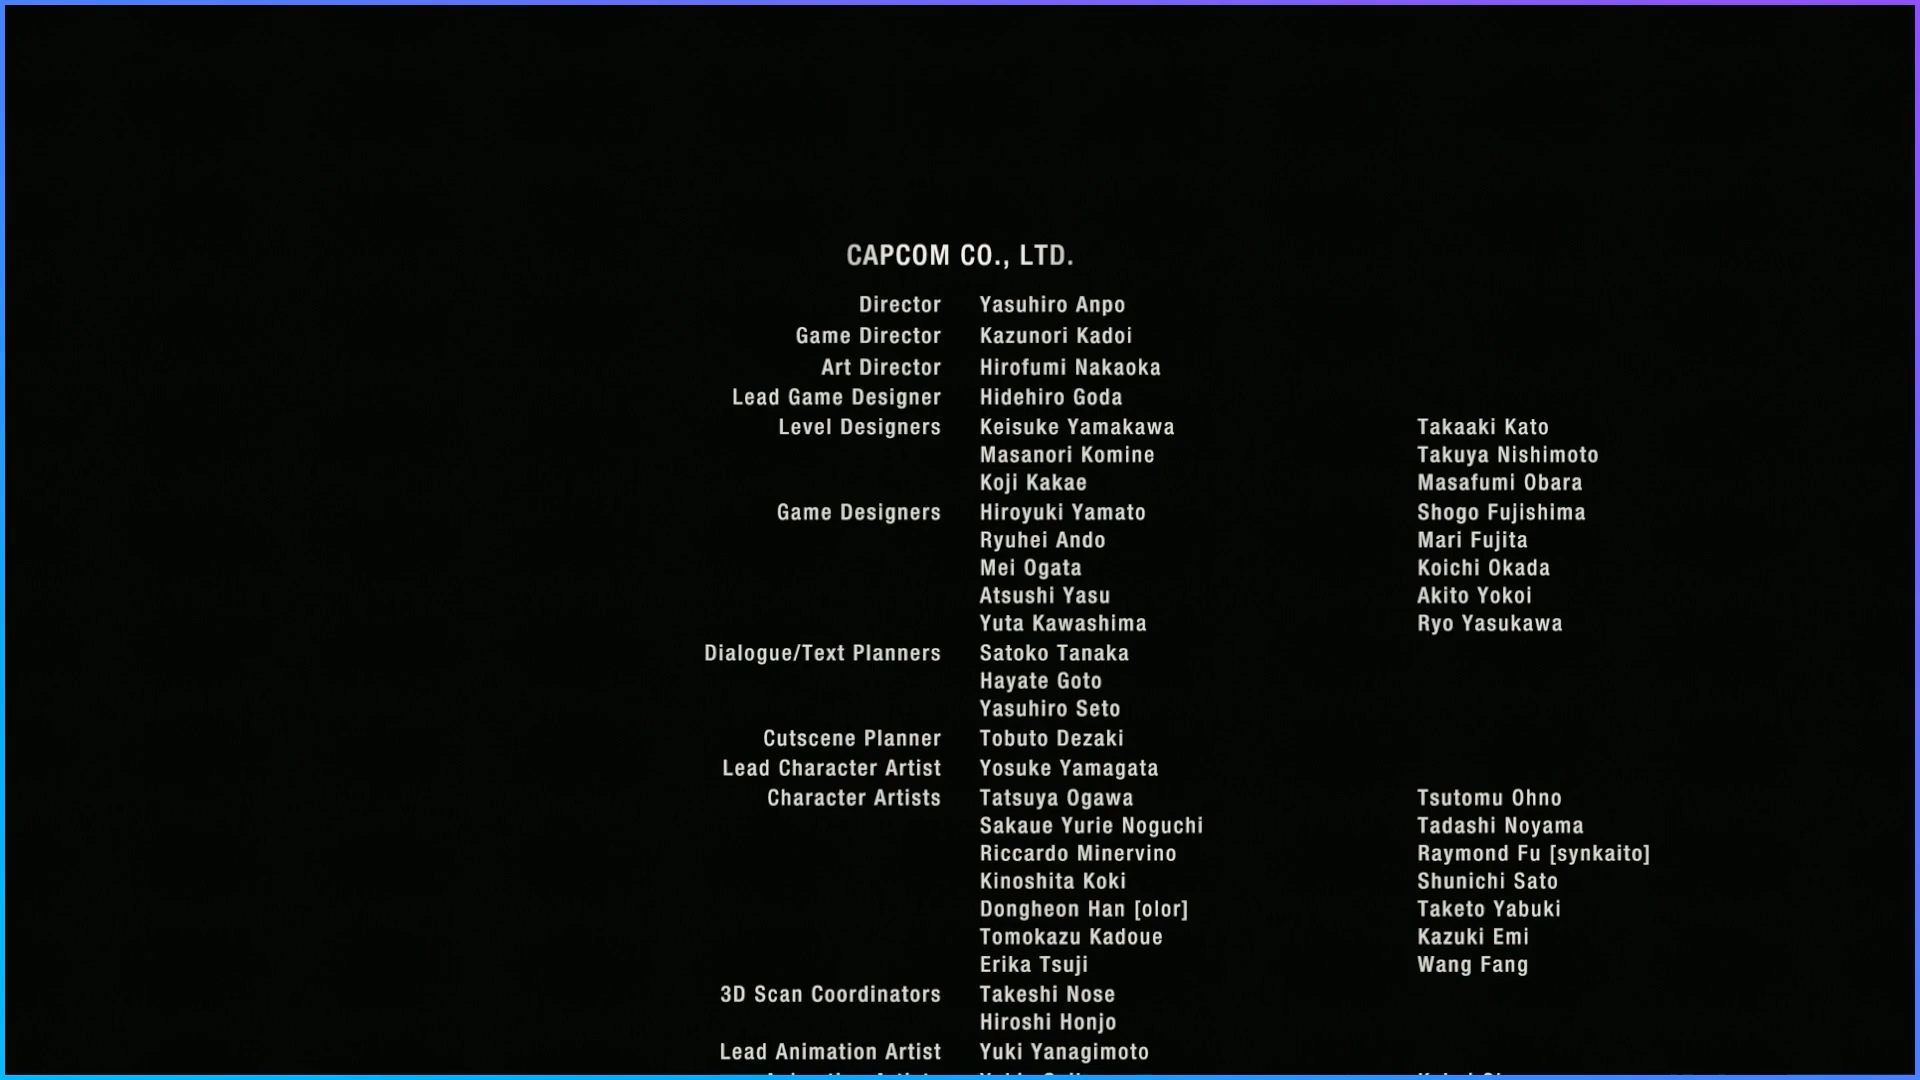 CAPCOM CO., LTD.
Director Yasuhiro Anpo
Game Director Kazunori Kadoi
Art Director Hirofumi Nakaoka
Lead Game Designer Hidehiro Goda
Level Designers Keisuke Yamakawa Takaaki Kato
Masanori Komine Takuya Nishimoto
Koji Kakae Masafumi Obara
Game Designers Hiroyuki Yamato Shogo Fujishima
Ryuhei Ando Mari Fujita
Mei Ogata Koichi Okada
Atsushi Yasu Akito Yokoi
Yuta Kawashima Ryo Yasukawa
Dialogue/Text Planners Satoko Tanaka
Hayate Goto
Yasuhiro Seto
Cutscene Planner Tobuto Dezaki
Lead Character Artist Yosuke Yamagata
Character Artists Tatsuya Ogawa Tsutomu Ohno
Sakaue Yurie Noguchi Tadashi Noyama
Riccardo Minervino Raymond Fu [synkaito]
Kinoshita Koki Shunichi Sato
Dongheon Han [olor] Taketo Yabuki
Tomokazu Kadoue Kazuki Emi
Erika Tsuji Wang Fang
3D Scan Coordinators Takeshi Nose
Hiroshi Honjo
Lead Animation Artist Yuki Yanagimoto